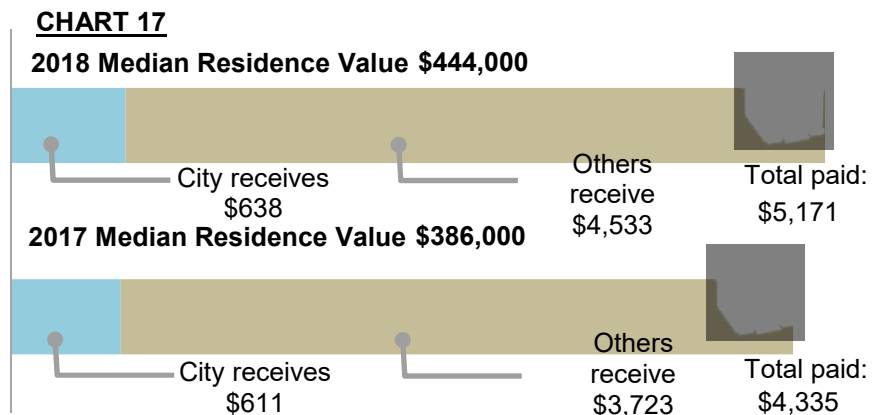 CHART 17
2018 Median Residence Value $444,000
City receives
$638
Others
receive
$4,533
Total paid:
$5,171
2017 Median Residence Value $386,000
City receives
$611
Others
receive
$3,723
Total paid:
$4,335